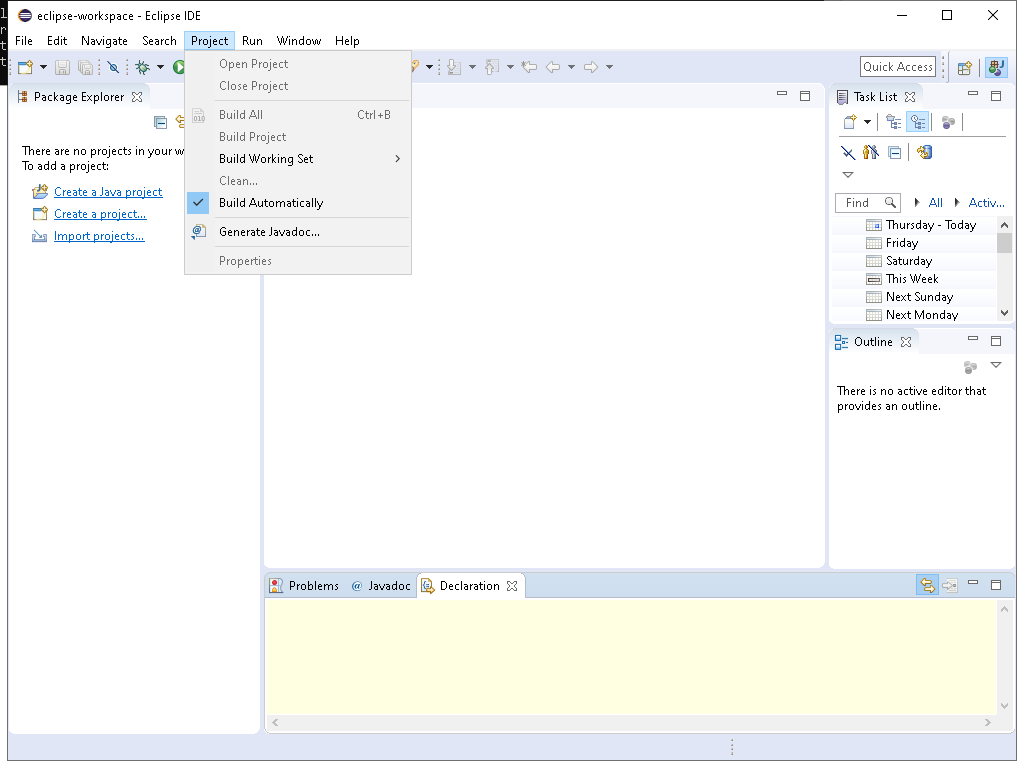 eclipse-workspace - Eclipse IDE
File Edit Navigate Search Project Run Window Help
Quick Access
Open Project
Close Project
Build All Ctrl+B
Build Project
Build Working Set
Clean...
Build Automatically
Generate Javadoc...
Properties
Package Explorer
There are no projects in your
To add a project:
Create a Java project
Create a project...
Import projects...
Task List
Find All Activ...
Thursday - Today
Friday
Saturday
This Week
Next Sunday
Next Monday
Outline
There is no active editor that
provides an outline.
Problems @ Javadoc Declaration